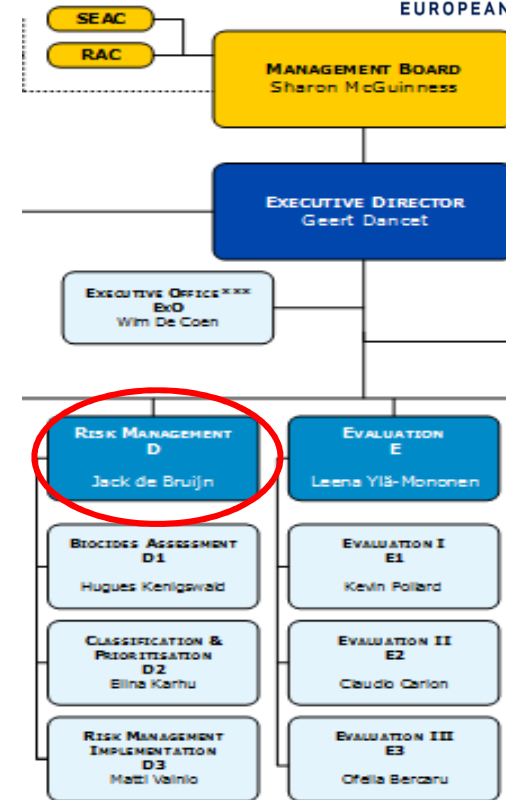 EUROPEAN
SEAC
RAC
MANAGEMENT BOARD
Sharon McGuinness
EXECUTIVE DIRECTOR
Geert Dancet
EXECUTIVE OFFICE***
EXO
Wim De Coen
RISK MANAGEMENT
D
Jack de Bruijn
BIOCIDES ASSESSMENT
D1
Hugues Kenigswald
CLASSIFICATION &
PRIORITISATION
D2
Elina Karhu
RISK MANAGEMENT
IMPLEMENTATION
D3
Matti Vainio
EVALUATION
E
Leena Ylä-Mononen
EVALUATION I
E1
Kevin Pollard
EVALUATION II
E2
Claudio Carlon
EVALUATION III
E3
Ofelia Bercaru